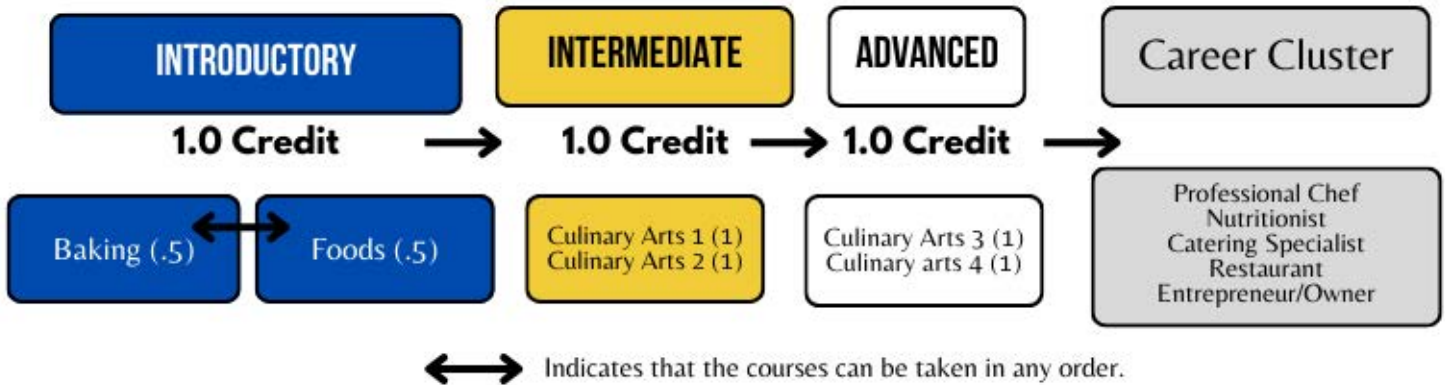 INTRODUCTORY
INTERMEDIATE
ADVANCED
Career Cluster
1.0 Credit
1.0 Credit
1.0 Credit
Baking (.5)
Foods (.5)
Culinary Arts 1 (1)
Culinary Arts 2 (1)
Culinary Arts 3 (1)
Culinary arts 4 (1)
Professional Chef
Nutritionist
Catering Specialist
Restaurant
Entrepreneur/Owner
Indicates that the courses can be taken in any order.